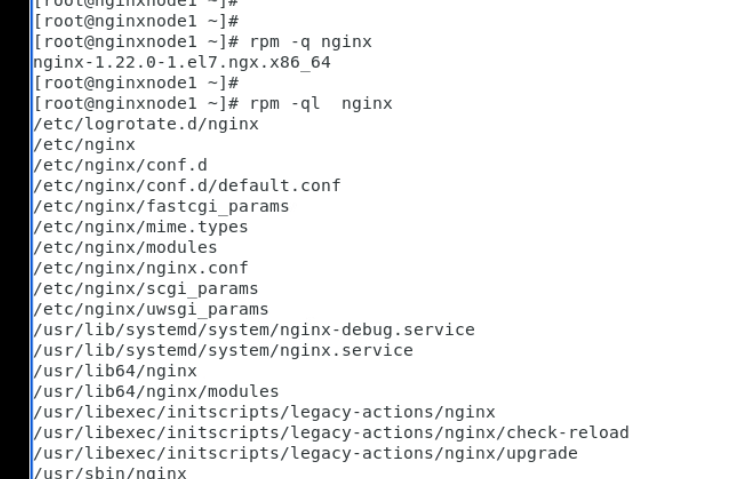 [root@nginxnode1 ~]#
[root@nginxnode1 ~]#
[root@nginxnode1 ~]# rpm -q nginx
nginx-1.22.0-1.el7.ngx.x86_64
[root@nginxnode1 ~]#
[root@nginxnode1 ~]# rpm -ql  nginx
/etc/logrotate.d/nginx
/etc/nginx
/etc/nginx/conf.d
/etc/nginx/conf.d/default.conf
/etc/nginx/fastcgi_params
/etc/nginx/mime.types
/etc/nginx/modules
/etc/nginx/nginx.conf
/etc/nginx/scgi_params
/etc/nginx/uwsgi_params
/usr/lib/systemd/system/nginx-debug.service
/usr/lib/systemd/system/nginx.service
/usr/lib64/nginx
/usr/lib64/nginx/modules
/usr/libexec/initscripts/legacy-actions/nginx
/usr/libexec/initscripts/legacy-actions/nginx/check-reload
/usr/libexec/initscripts/legacy-actions/nginx/upgrade
/usr/sbin/nginx